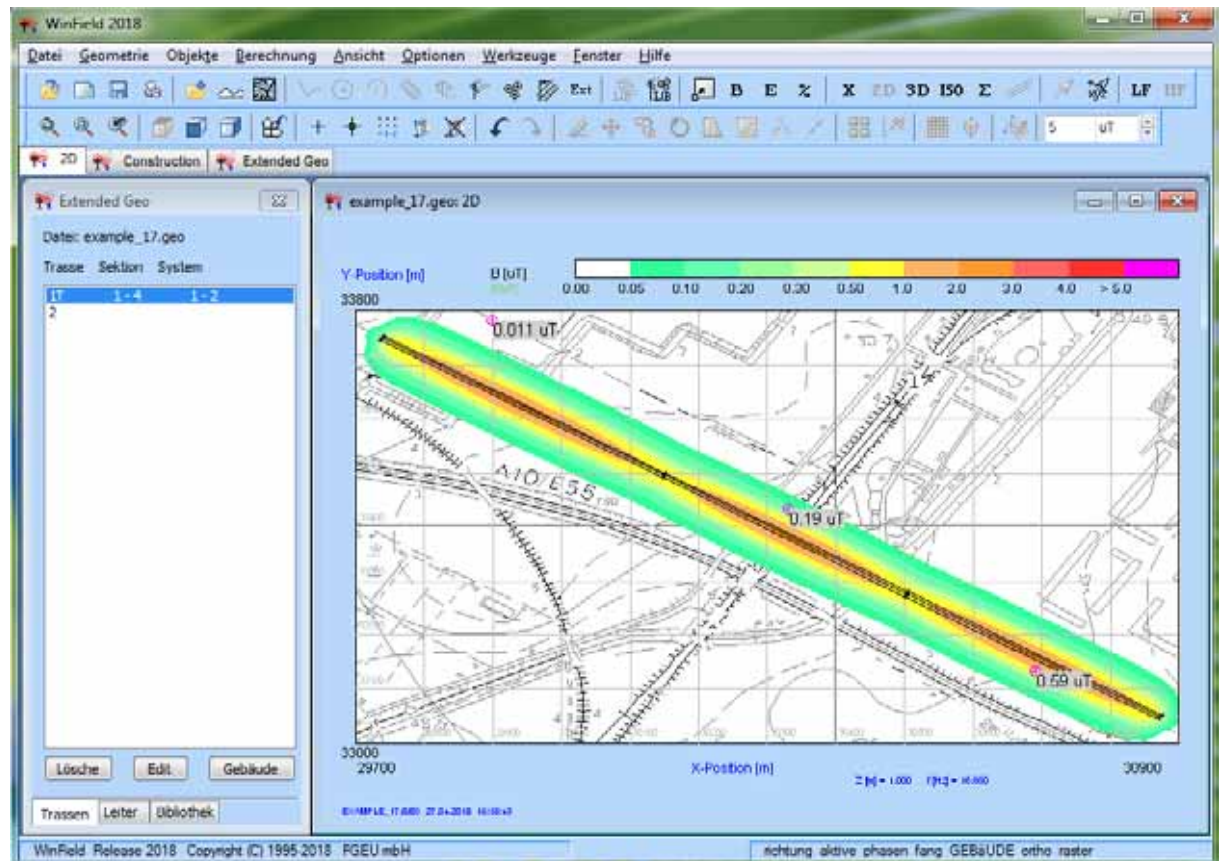 WinField 2018
Datei Geometrie Objekte Berechnung Ansicht Optionen Werkzeuge Fenster Hilfe
Ext B E X 2D 3D ISO Σ LF HF
5 uT
2D Construction Extended Geo
Extended Geo
Datei: example_17.geo
Trasse Sektion System
1T 1-4 1-2
2
Lösche Edit Gebäude
Trassen Leiter Bibliothek
example_17.geo: 2D
Y-Position [m] B [uT]
0.00 0.05 0.10 0.20 0.30 0.50 1.0 2.0 3.0 4.0 > 5.0
33800
0.011 uT
A10 E55
0.19 uT
0.59 uT
33000
29700 X-Position [m] 30900
WinField Release 2018 Copyright (C) 1995-2018 FGEU mbH
richtung aktive phasen fang GEBäUDE ortho raster